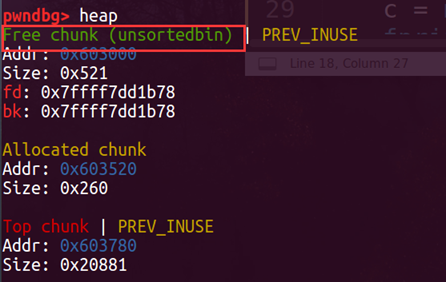 pwndbg> heap
Free chunk (unsortedbin) | PREV_INUSE
Addr: 0x603000
Size: 0x521
fd: 0x7ffff7dd1b78
bk: 0x7ffff7dd1b78

Allocated chunk
Addr: 0x603520
Size: 0x260

Top chunk | PREV_INUSE
Addr: 0x603780
Size: 0x20881
29
c =
Line 18, Column 27